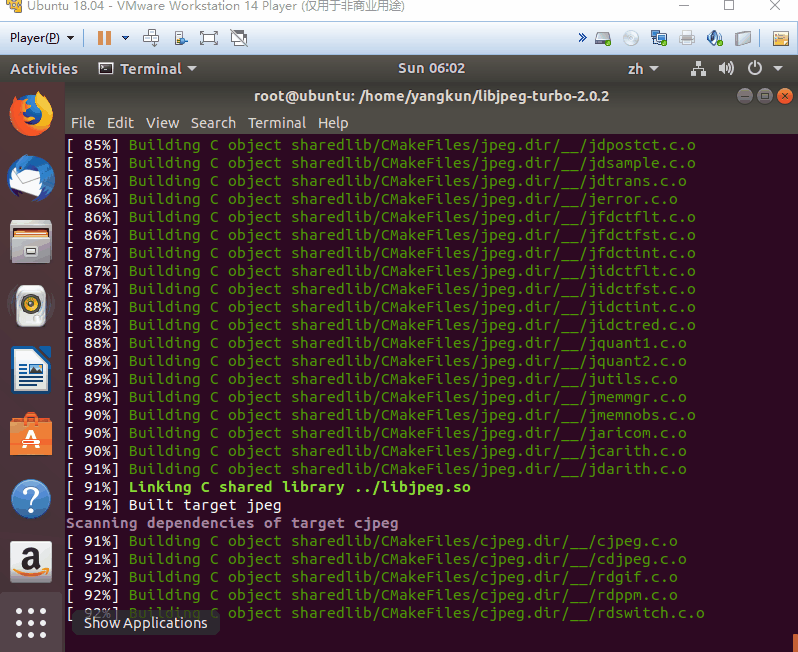 Ubuntu 18.04 - VMware Workstation 14 Player (仅用于非商业用途)
Player(P)
Activities Terminal Sun 06:02 zh
root@ubuntu: /home/yangkun/libjpeg-turbo-2.0.2
File Edit View Search Terminal Help
[ 85%] Building C object sharedlib/CMakeFiles/jpeg.dir/__/jdpostct.c.o
[ 85%] Building C object sharedlib/CMakeFiles/jpeg.dir/__/jdsample.c.o
[ 85%] Building C object sharedlib/CMakeFiles/jpeg.dir/__/jdtrans.c.o
[ 86%] Building C object sharedlib/CMakeFiles/jpeg.dir/__/jerror.c.o
[ 86%] Building C object sharedlib/CMakeFiles/jpeg.dir/__/jfdctflt.c.o
[ 86%] Building C object sharedlib/CMakeFiles/jpeg.dir/__/jfdctfst.c.o
[ 87%] Building C object sharedlib/CMakeFiles/jpeg.dir/__/jfdctint.c.o
[ 87%] Building C object sharedlib/CMakeFiles/jpeg.dir/__/jidctflt.c.o
[ 87%] Building C object sharedlib/CMakeFiles/jpeg.dir/__/jidctfst.c.o
[ 88%] Building C object sharedlib/CMakeFiles/jpeg.dir/__/jidctint.c.o
[ 88%] Building C object sharedlib/CMakeFiles/jpeg.dir/__/jidctred.c.o
[ 88%] Building C object sharedlib/CMakeFiles/jpeg.dir/__/jquant1.c.o
[ 89%] Building C object sharedlib/CMakeFiles/jpeg.dir/__/jquant2.c.o
[ 89%] Building C object sharedlib/CMakeFiles/jpeg.dir/__/jutils.c.o
[ 89%] Building C object sharedlib/CMakeFiles/jpeg.dir/__/jmemmgr.c.o
[ 90%] Building C object sharedlib/CMakeFiles/jpeg.dir/__/jmemnobs.c.o
[ 90%] Building C object sharedlib/CMakeFiles/jpeg.dir/__/jaricom.c.o
[ 90%] Building C object sharedlib/CMakeFiles/jpeg.dir/__/jcarith.c.o
[ 91%] Building C object sharedlib/CMakeFiles/jpeg.dir/__/jdarith.c.o
[ 91%] Linking C shared library ../libjpeg.so
[ 91%] Built target jpeg
Scanning dependencies of target cjpeg
[ 91%] Building C object sharedlib/CMakeFiles/cjpeg.dir/__/cjpeg.c.o
[ 91%] Building C object sharedlib/CMakeFiles/cjpeg.dir/__/cdjpeg.c.o
[ 92%] Building C object sharedlib/CMakeFiles/cjpeg.dir/__/rdgif.c.o
[ 92%] Building C object sharedlib/CMakeFiles/cjpeg.dir/__/rdppm.c.o
[ 92%] Building C object sharedlib/CMakeFiles/cjpeg.dir/__/rdswitch.c.o
Show Applications